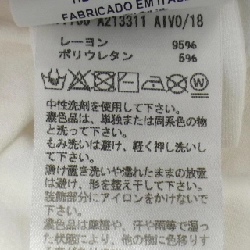 FABRICADO EN ITAL
A213311 AIV0/18
レーヨン 95%
ポリウレタン 5%
中性洗剤を使用して下さい。
濃色品は、単独または同系色の物
と洗って下さい。
もみ洗いは避け、軽く押し洗いし
て下さい。
漬け置き洗いや濡れたままの放置
は避け、形を整えて干して下さい。
装飾部分にアイロンをかけないで
下さい。
濃色品は摩擦や、汗や雨等で湿っ
た状態により、他の物に色移りする